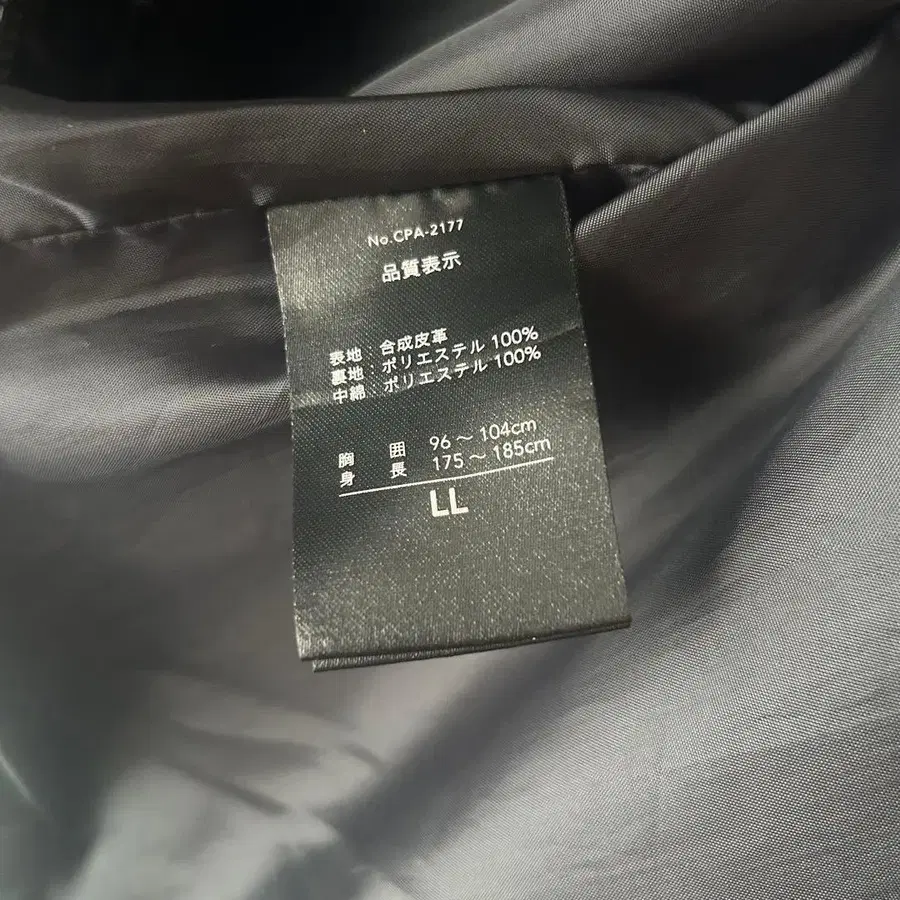 No.CPA-2177
品質表示
表地：合成皮革
裏地：ポリエステル 100%
中綿：ポリエステル 100%
胸 囲 96～104cm
身 長 175～185cm
LL